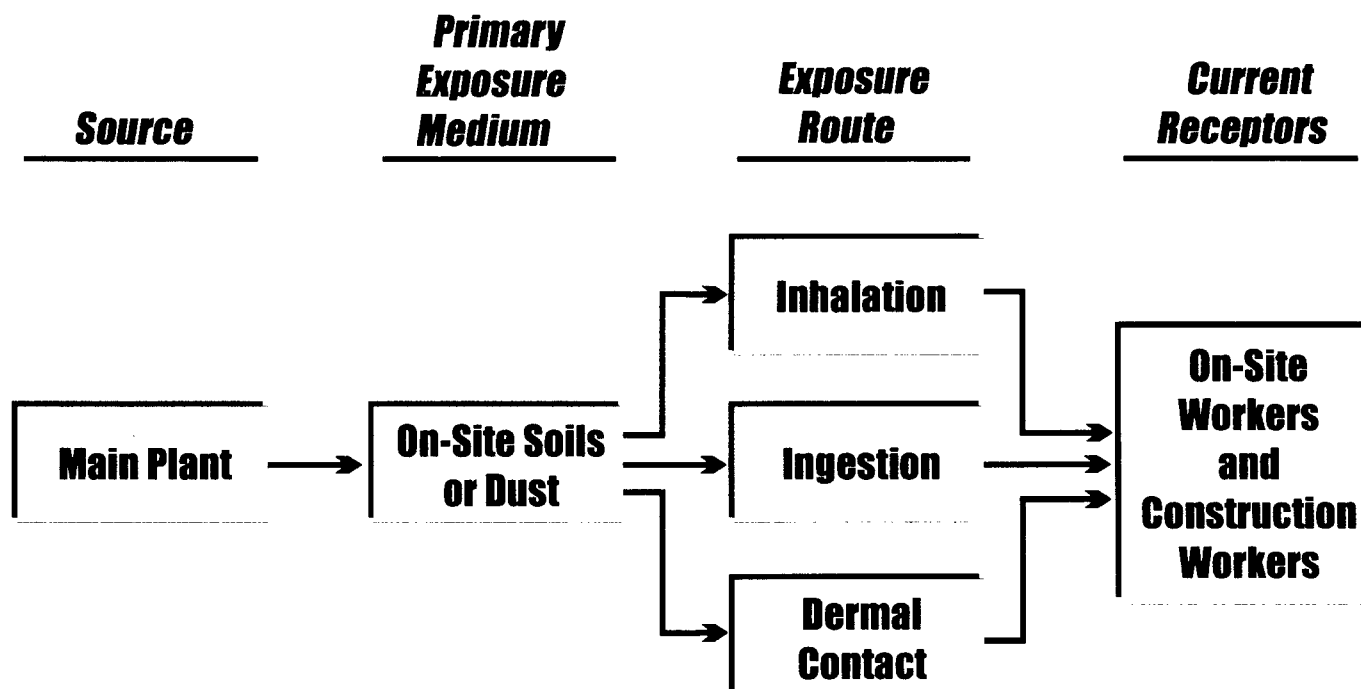 Source
Primary
Exposure
Medium
Exposure
Route
Current
Receptors
Main Plant
On-Site Soils
or Dust
Inhalation
Ingestion
Dermal
Contact
On-Site
Workers
and
Construction
Workers